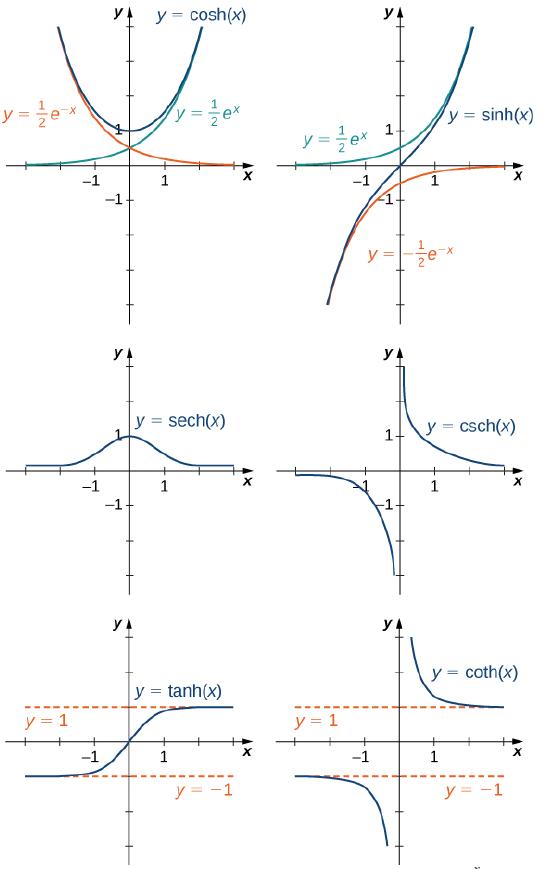 y
y = cosh(x)
y = 1/2 e^{-x}
y = 1/2 e^x
1
−1
1
x
−1
y
y = 1/2 e^x
1
y = sinh(x)
−1
1
x
−1
y = −1/2 e^{-x}
y
y = sech(x)
1
−1
1
x
−1
y
y = csch(x)
1
−1
1
x
−1
y
y = tanh(x)
y = 1
−1
1
x
y = −1
y
y = coth(x)
y = 1
−1
1
x
y = −1